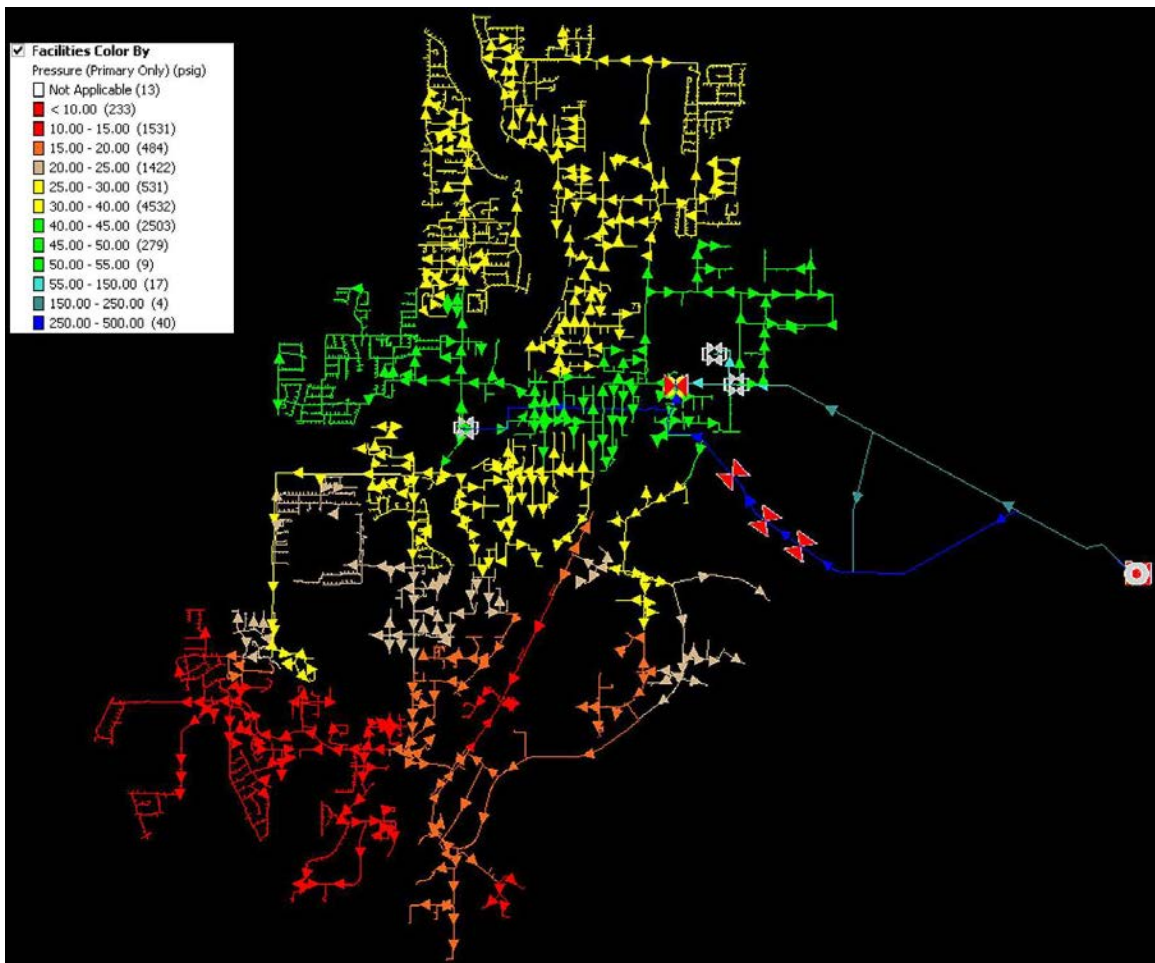 Facilities Color By
Pressure (Primary Only) (psig)
Not Applicable (13)
< 10.00 (233)
10.00 - 15.00 (1531)
15.00 - 20.00 (484)
20.00 - 25.00 (1422)
25.00 - 30.00 (531)
30.00 - 40.00 (4532)
40.00 - 45.00 (2503)
45.00 - 50.00 (279)
50.00 - 55.00 (9)
55.00 - 150.00 (17)
150.00 - 250.00 (4)
250.00 - 500.00 (40)